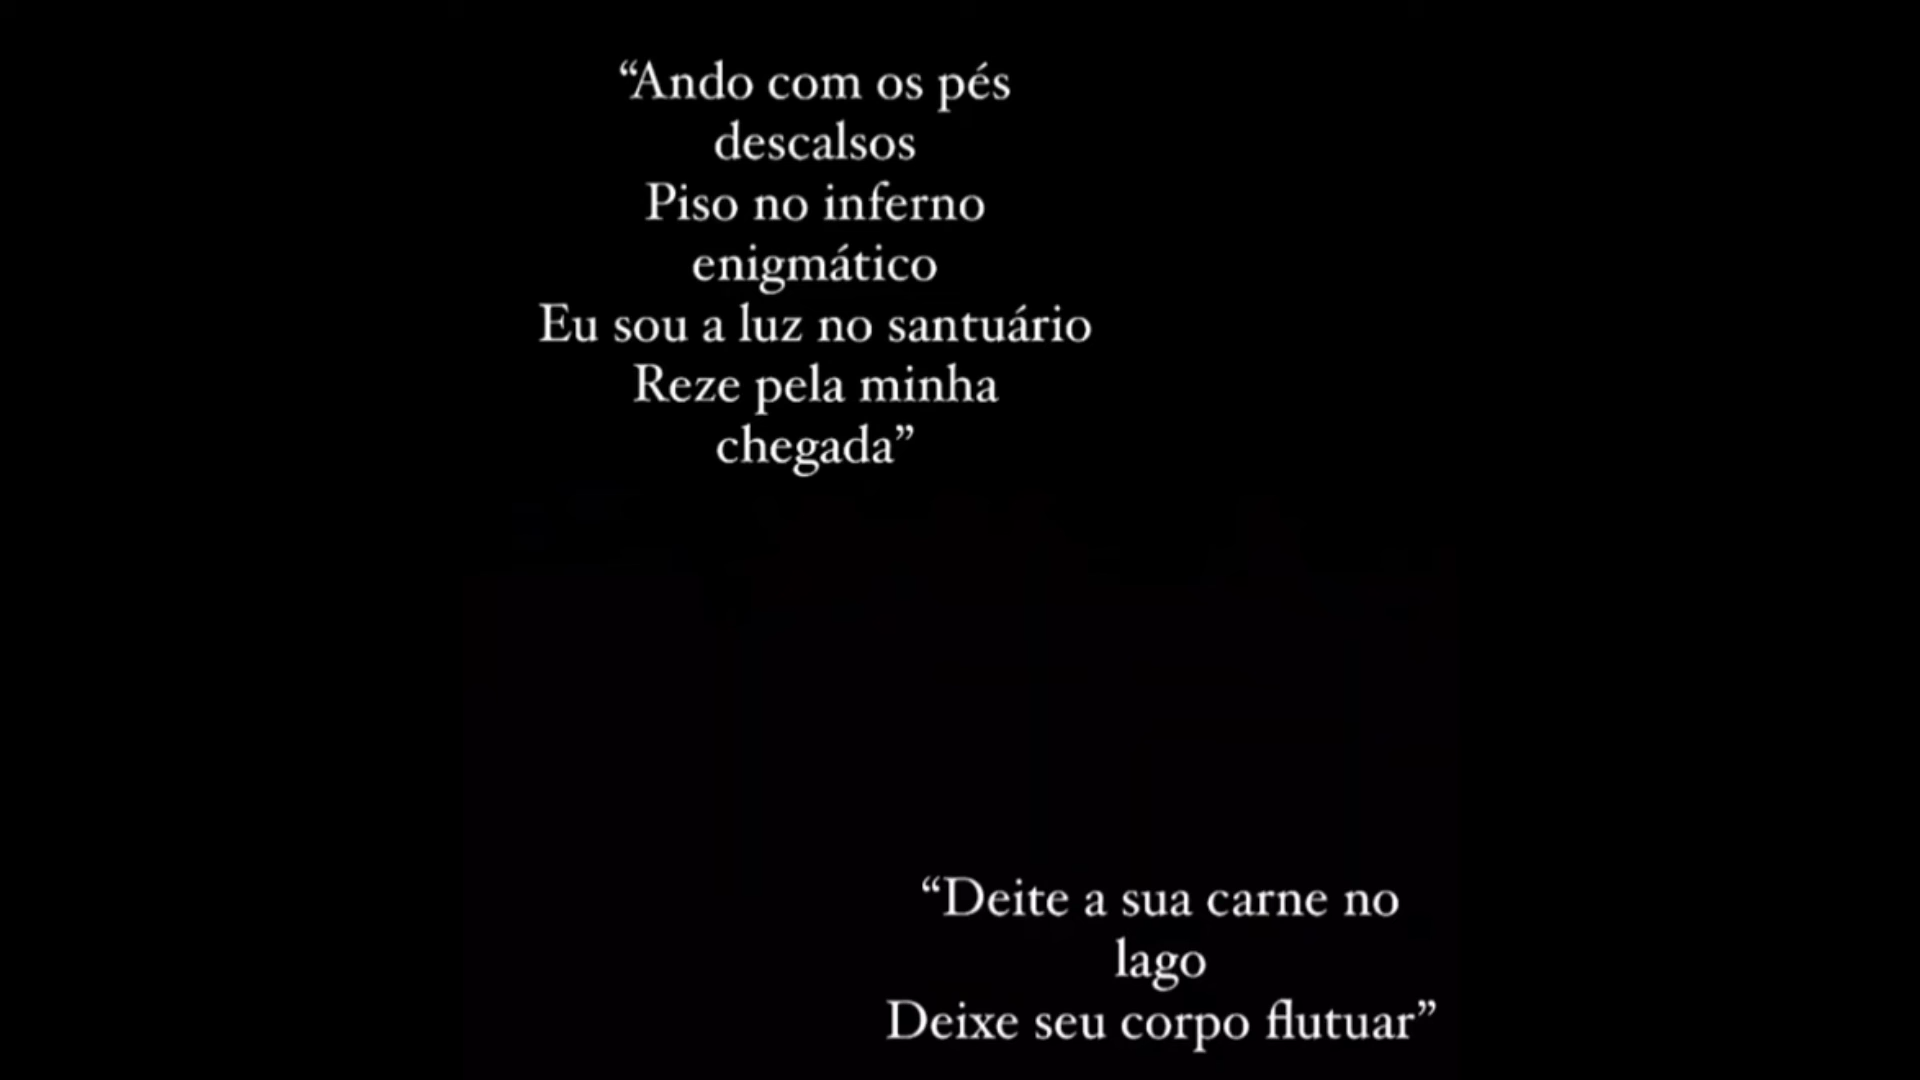 “Ando com os pés
descalsos
Piso no inferno
enigmático
Eu sou a luz no santuário
Reze pela minha
chegada”
“Deite a sua carne no
lago
Deixe seu corpo flutuar”